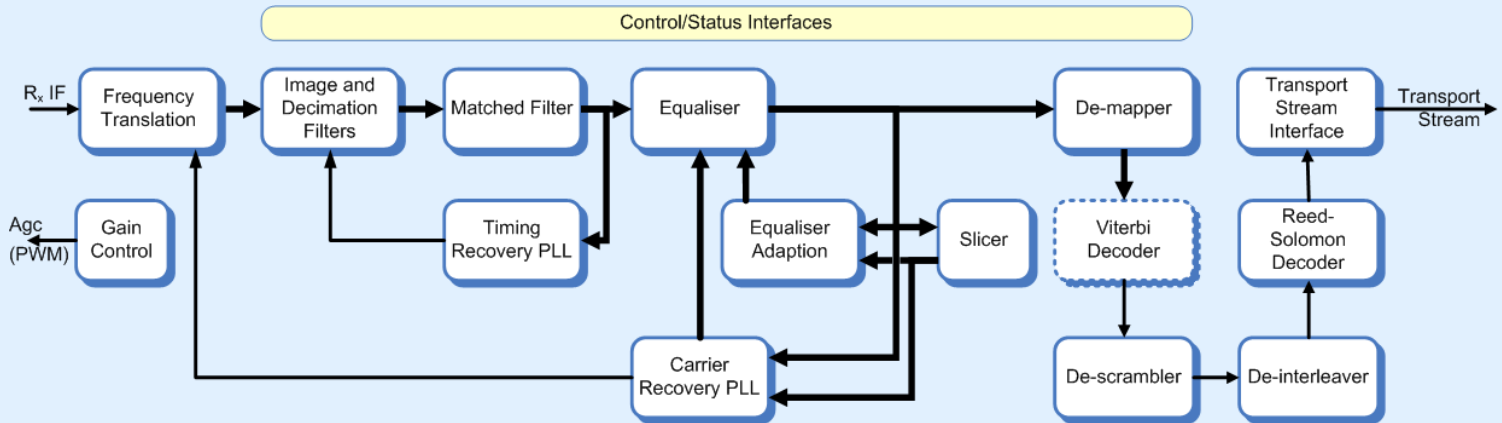 Control/Status Interfaces
Rx IF
Frequency
Translation
Image and
Decimation
Filters
Matched Filter
Equaliser
De-mapper
Transport
Stream
Interface
Transport
Stream
Agc
(PWM)
Gain
Control
Timing
Recovery PLL
Equaliser
Adaption
Slicer
Viterbi
Decoder
Reed-
Solomon
Decoder
Carrier
Recovery PLL
De-scrambler
De-interleaver